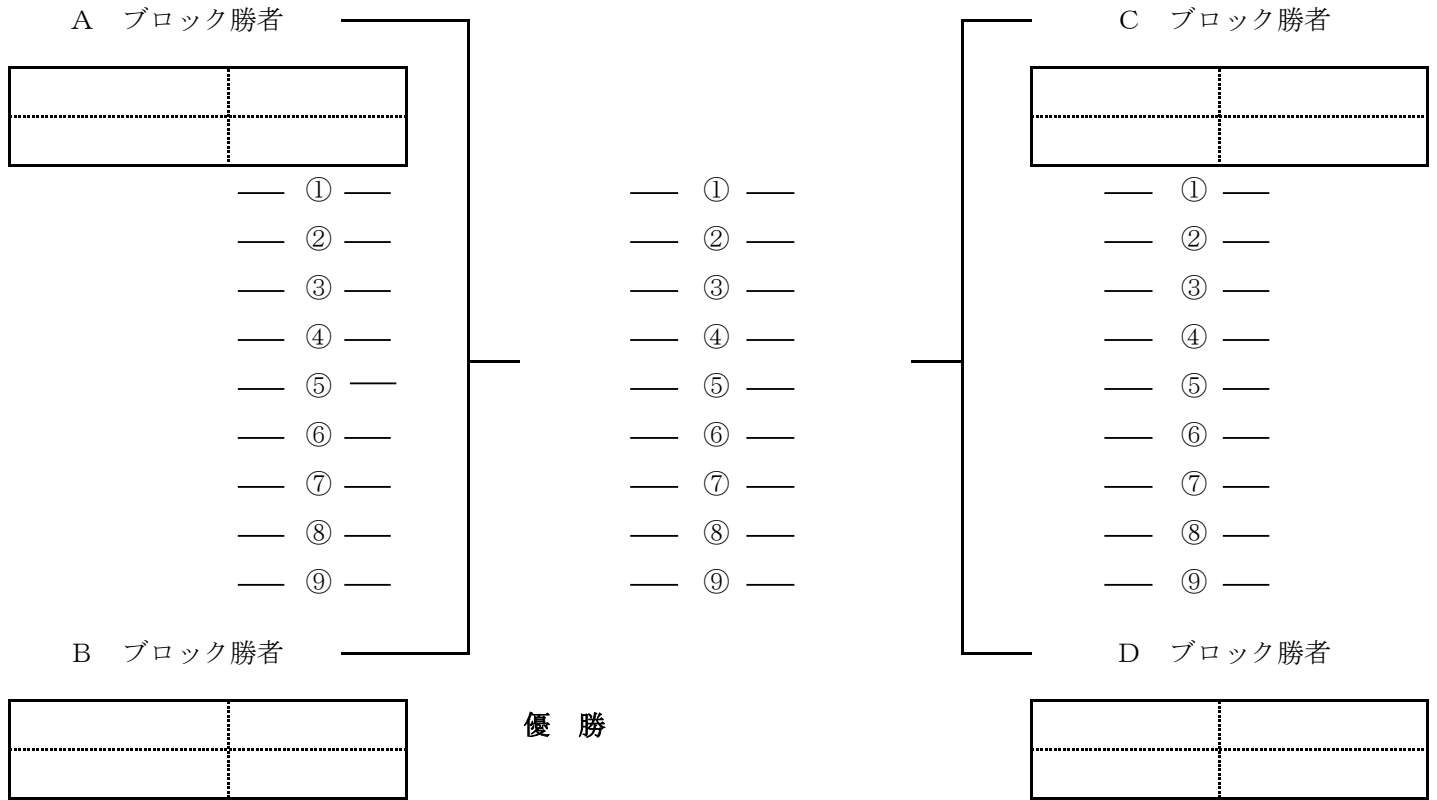 A　ブロック勝者
C　ブロック勝者
① ① ①
② ② ②
③ ③ ③
④ ④ ④
⑤ ⑤ ⑤
⑥ ⑥ ⑥
⑦ ⑦ ⑦
⑧ ⑧ ⑧
⑨ ⑨ ⑨
B　ブロック勝者
D　ブロック勝者
優　勝